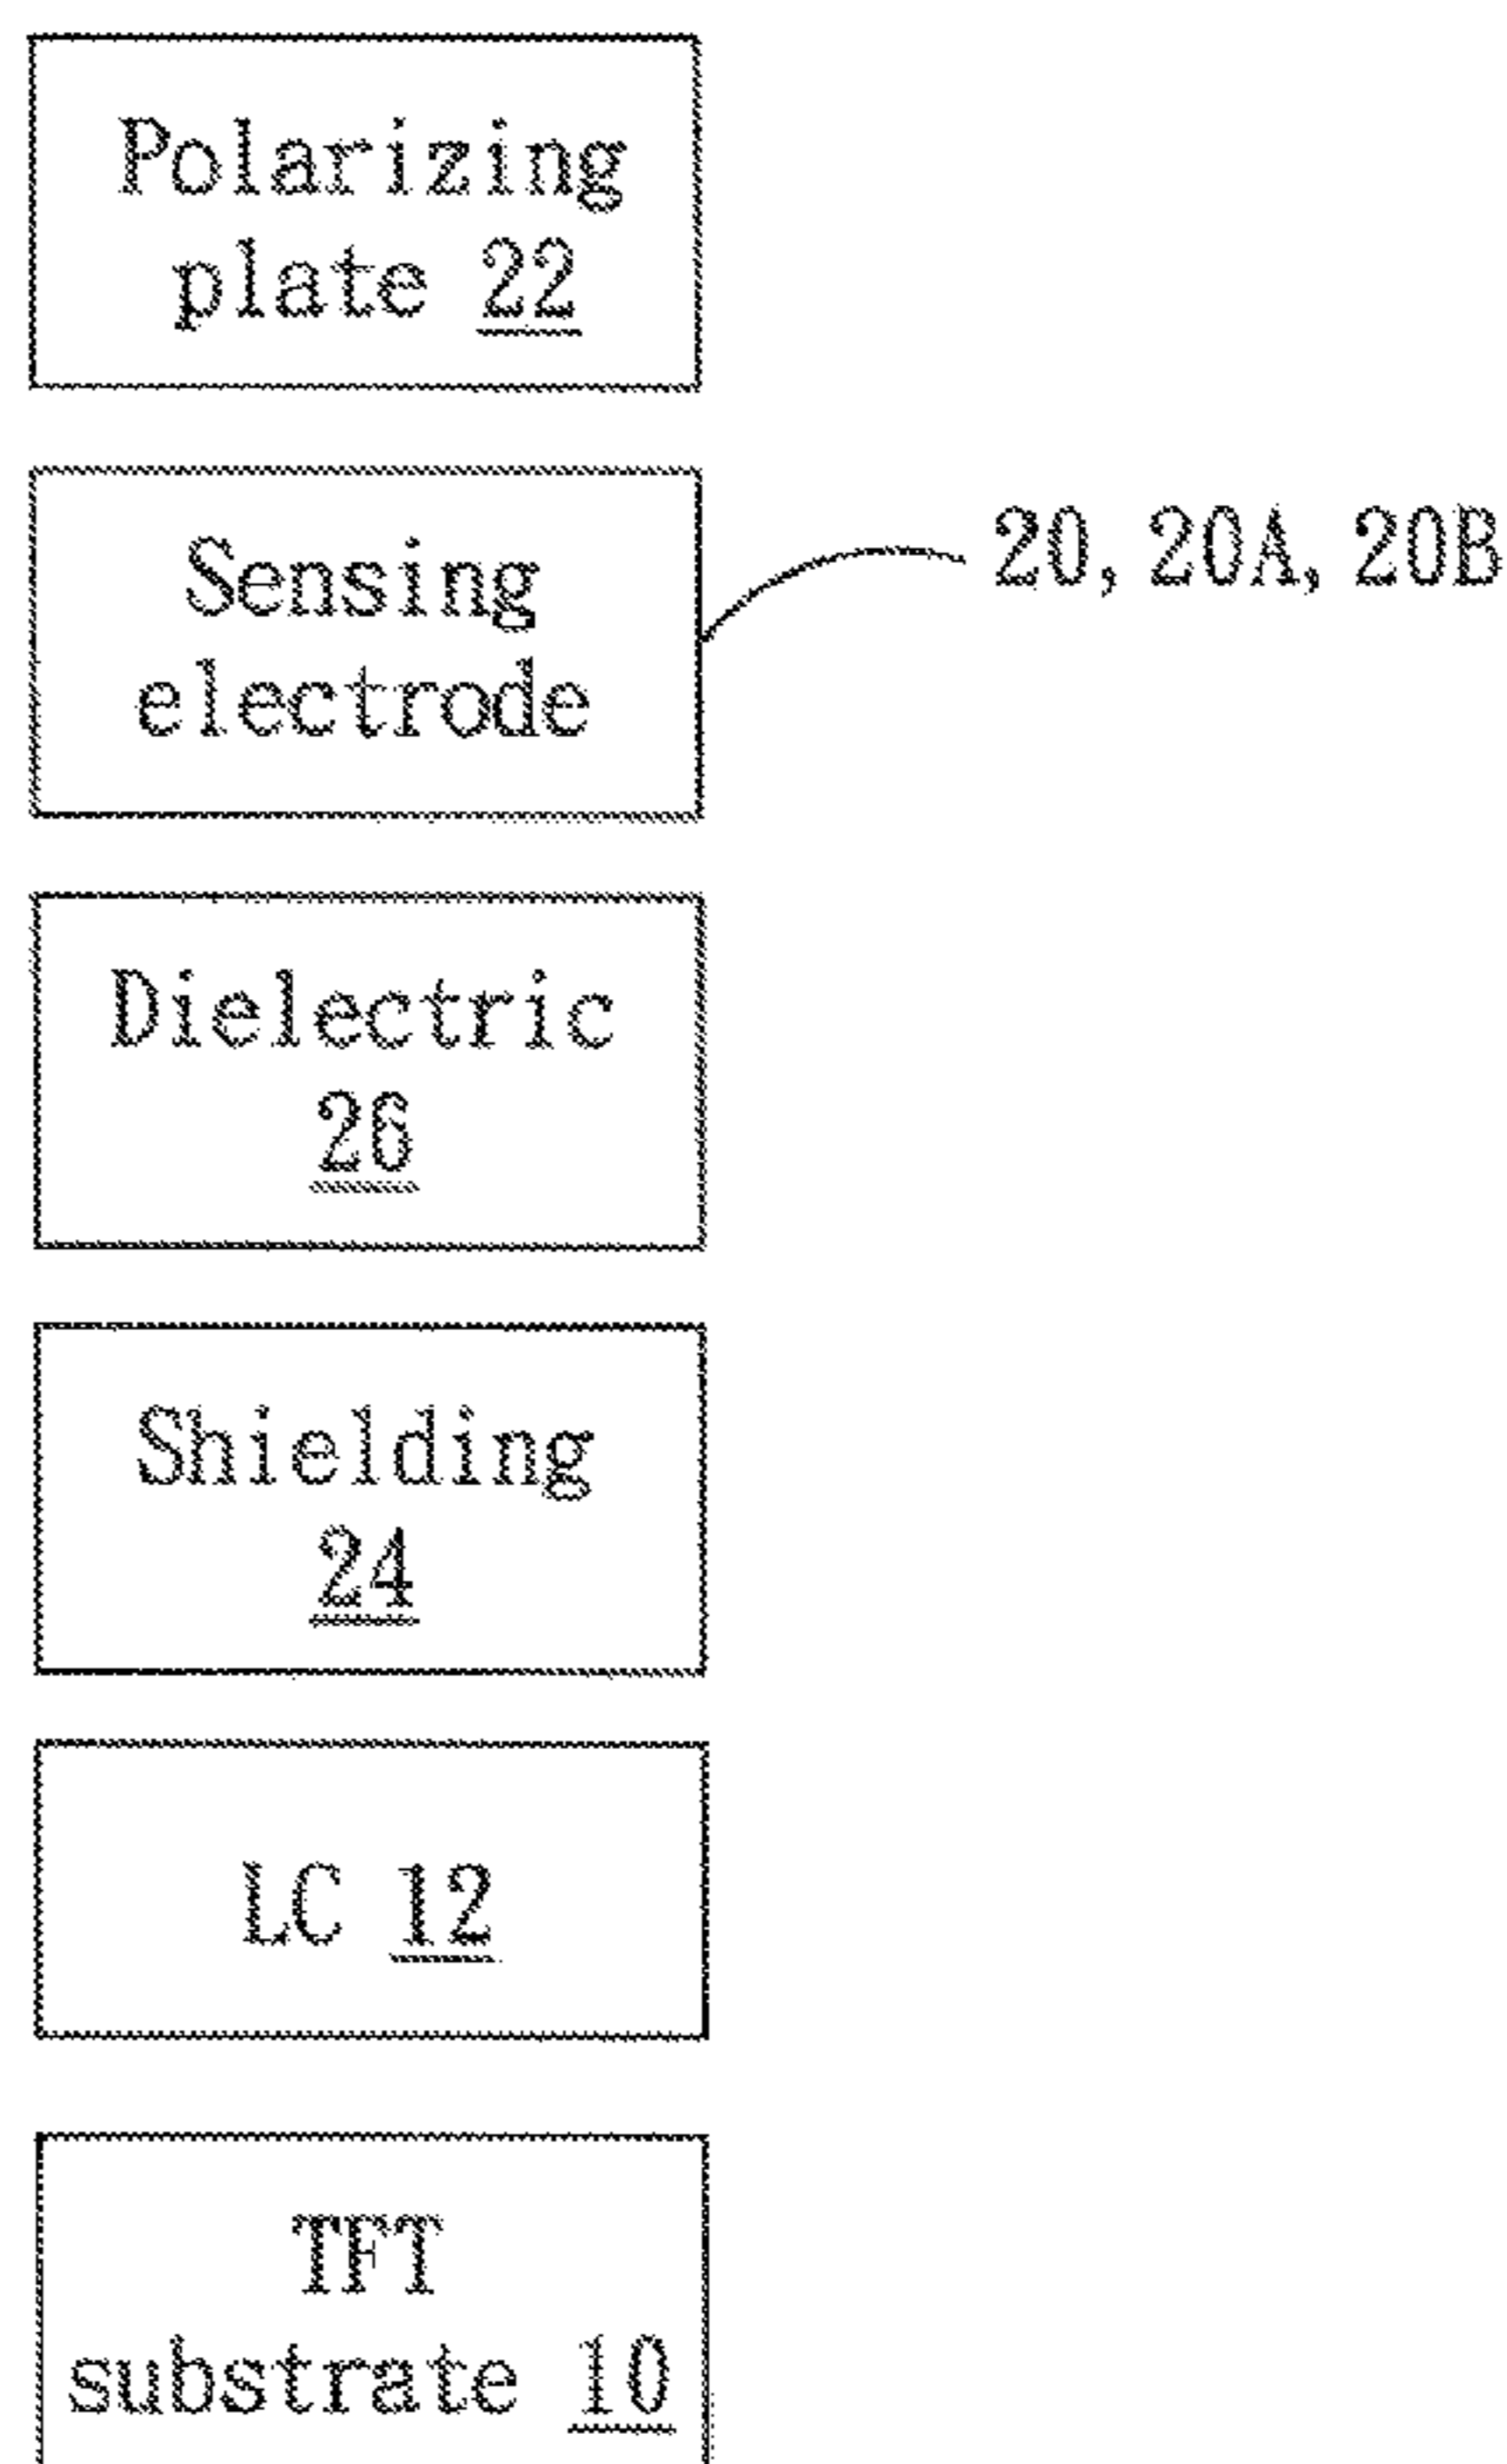 Polarizing
plate 22
Sensing
electrode
20, 20A, 20B
Dielectric
26
Shielding
24
LC 12
TFT
substrate 10